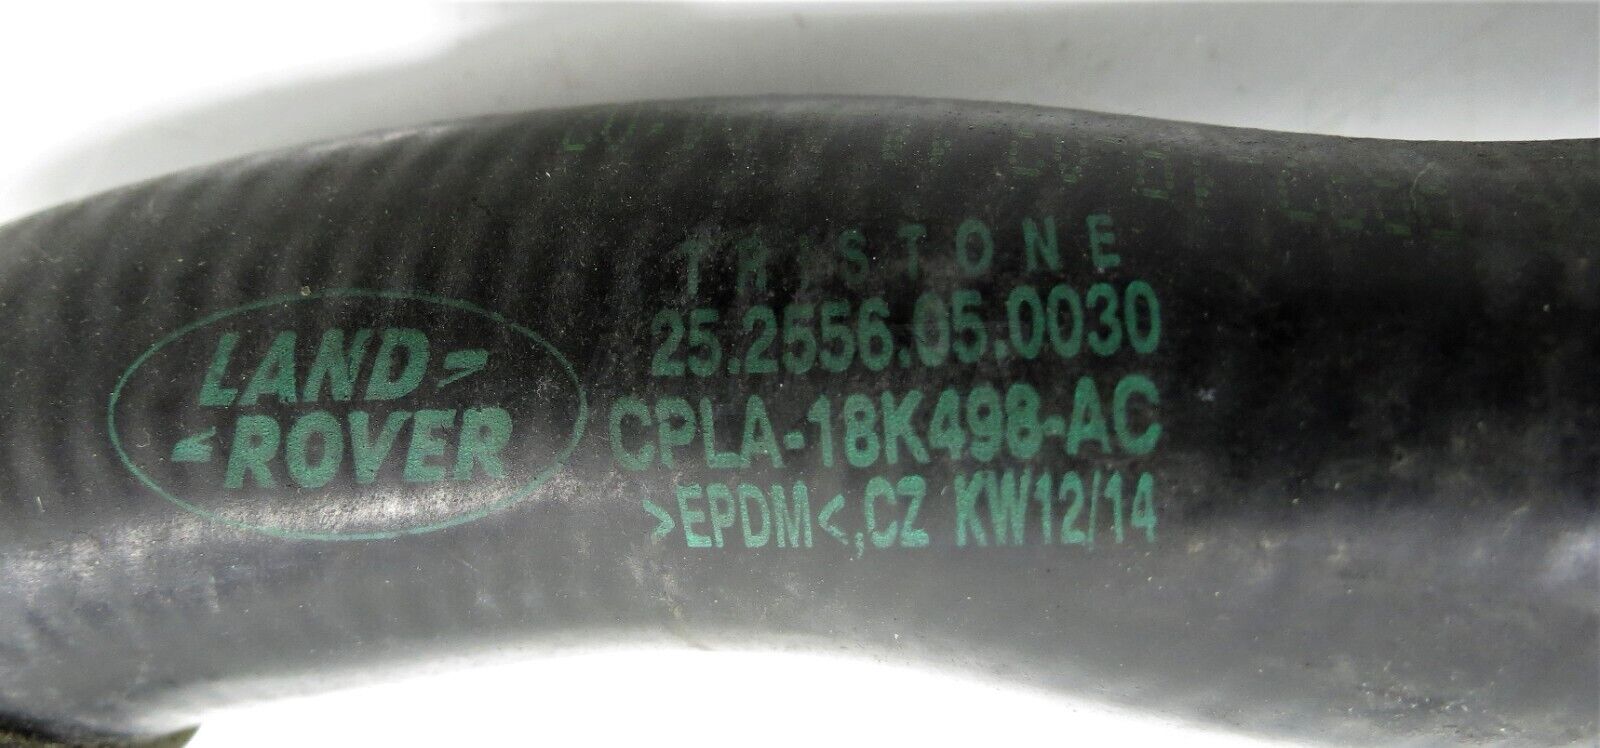 LAND
ROVER
TRISTONE
25.2556.05.0030
CPLA-18K498-AC
>EPDM<,CZ KW12/14